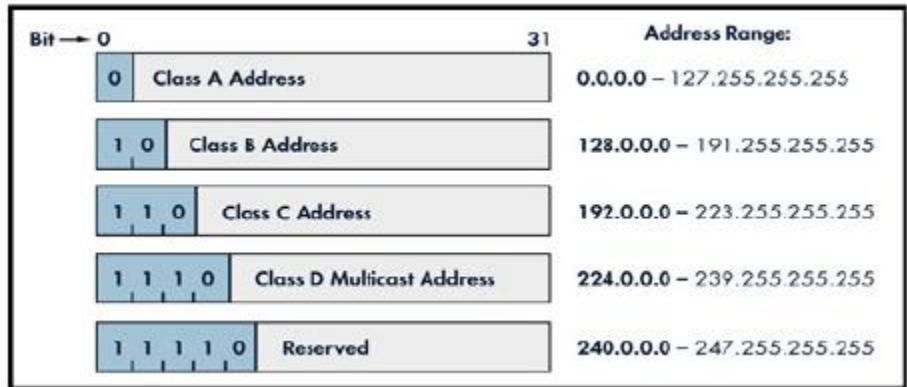 Bit → 0 31 Address Range:
0 Class A Address 0.0.0.0 – 127.255.255.255
1 0 Class B Address 128.0.0.0 – 191.255.255.255
1 1 0 Class C Address 192.0.0.0 – 223.255.255.255
1 1 1 0 Class D Multicast Address 224.0.0.0 – 239.255.255.255
1 1 1 1 0 Reserved 240.0.0.0 – 247.255.255.255